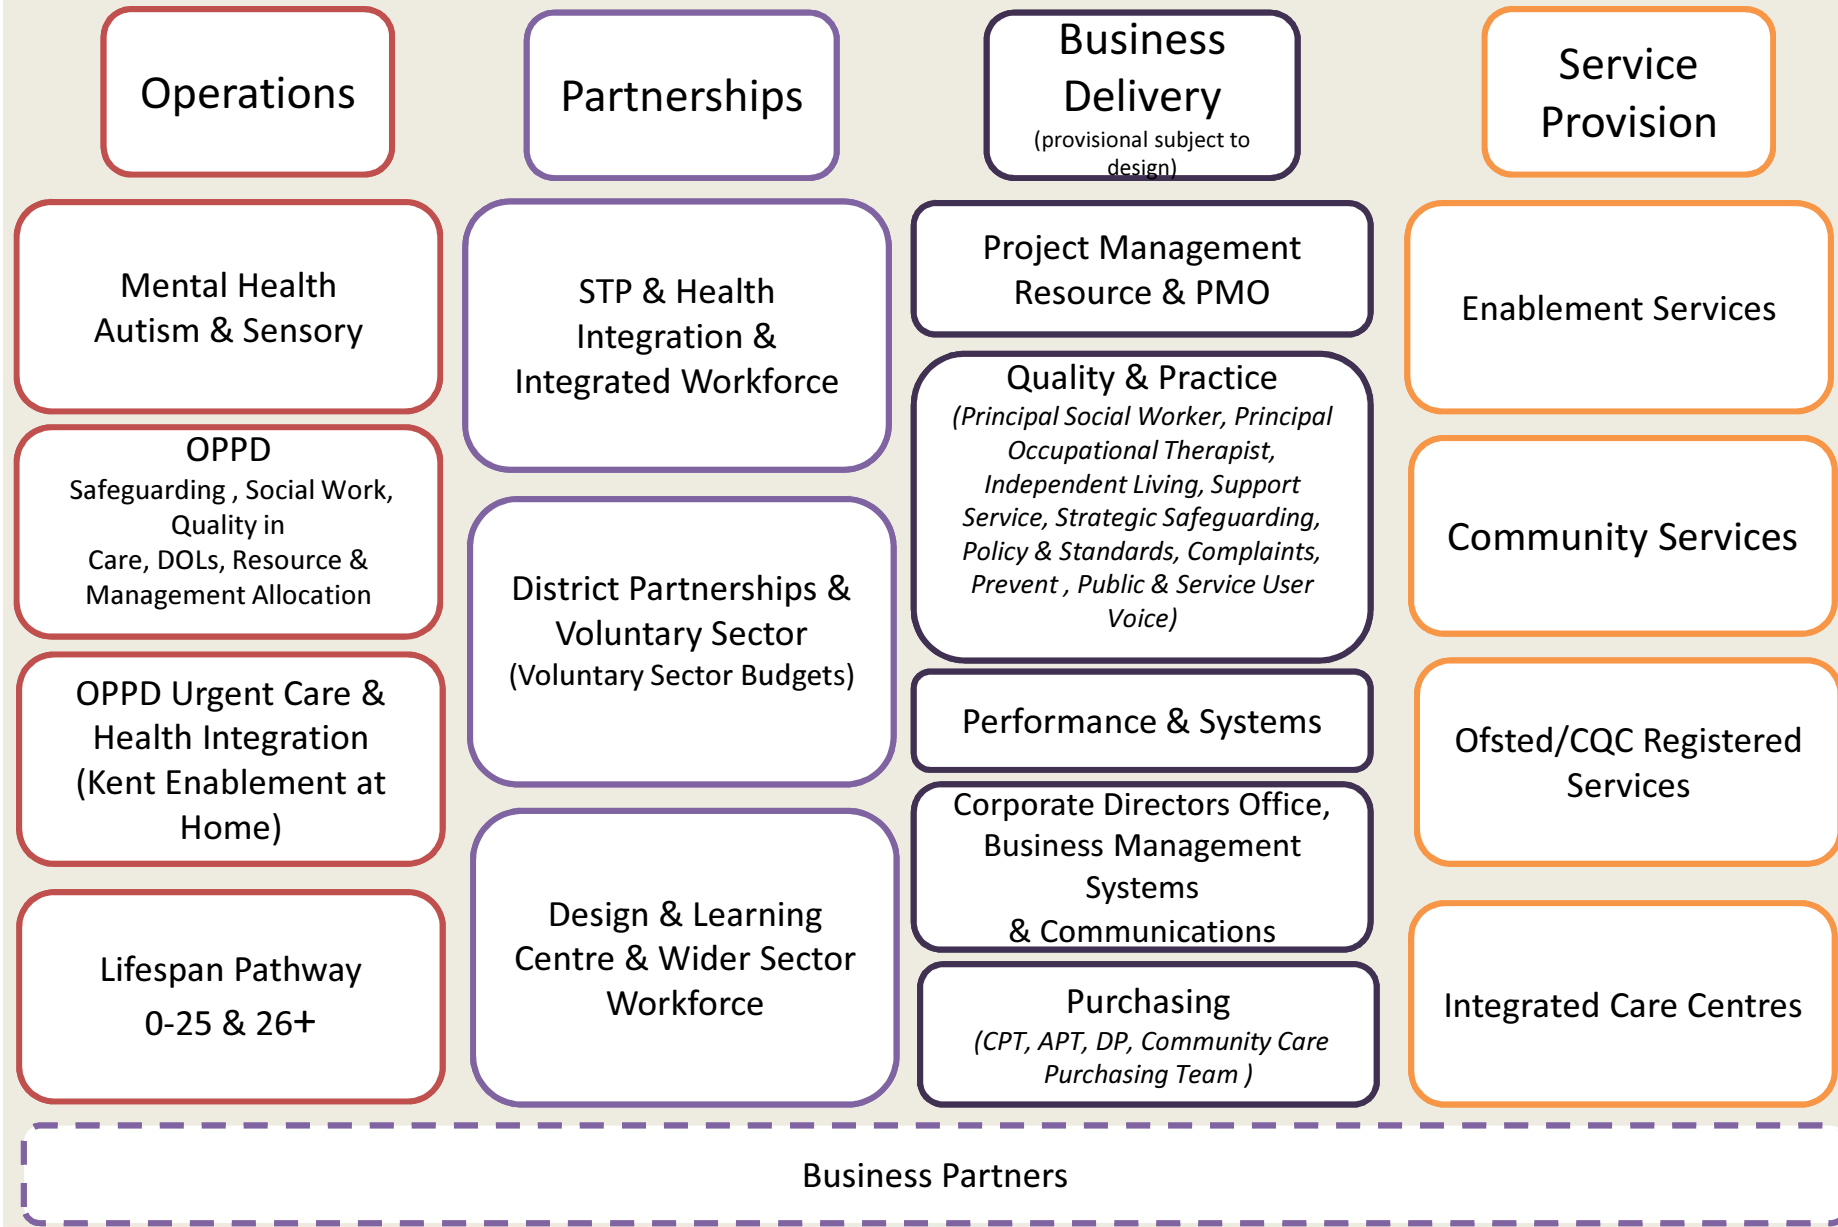 Operations
Partnerships
Business
Delivery
(provisional subject to
design)
Service
Provision
Mental Health
Autism & Sensory
OPPD
Safeguarding , Social Work,
Quality in
Care, DOLs, Resource &
Management Allocation
OPPD Urgent Care &
Health Integration
(Kent Enablement at
Home)
Lifespan Pathway
0-25 & 26+
STP & Health
Integration &
Integrated Workforce
District Partnerships &
Voluntary Sector
(Voluntary Sector Budgets)
Design & Learning
Centre & Wider Sector
Workforce
Project Management
Resource & PMO
Quality & Practice
(Principal Social Worker, Principal
Occupational Therapist,
Independent Living, Support
Service, Strategic Safeguarding,
Policy & Standards, Complaints,
Prevent , Public & Service User
Voice)
Performance & Systems
Corporate Directors Office,
Business Management
Systems
& Communications
Purchasing
(CPT, APT, DP, Community Care
Purchasing Team )
Enablement Services
Community Services
Ofsted/CQC Registered
Services
Integrated Care Centres
Business Partners